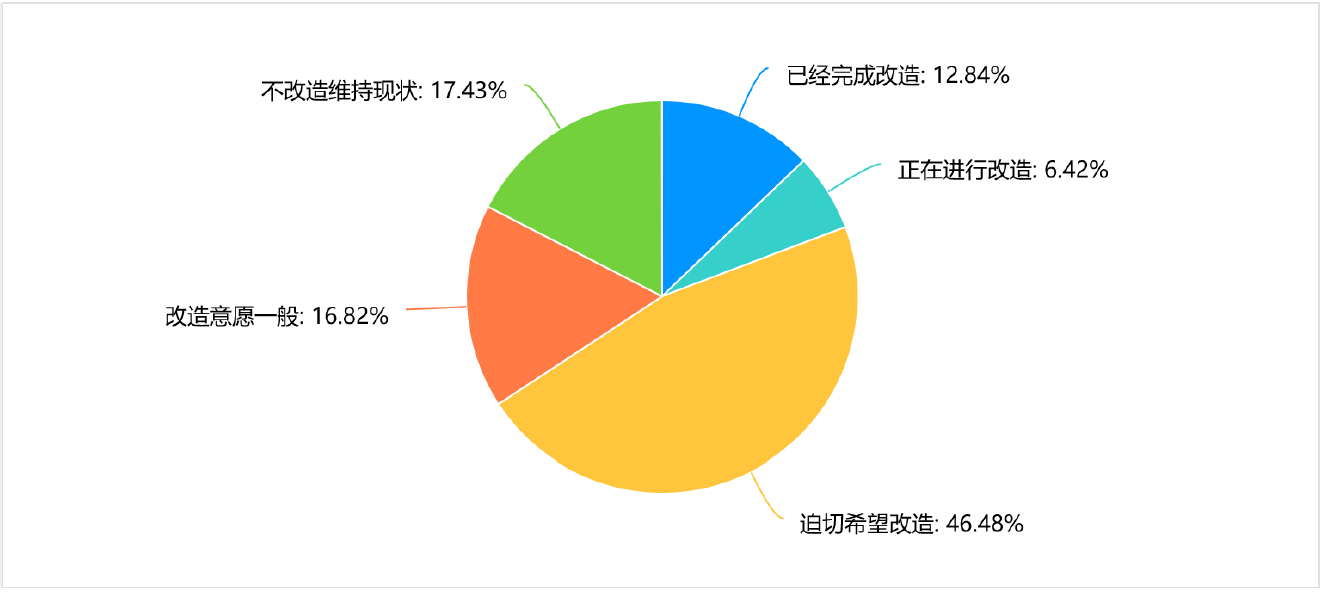 已经完成改造: 12.84%
不改造维持现状: 17.43%
正在进行改造: 6.42%
改造意愿一般: 16.82%
迫切希望改造: 46.48%